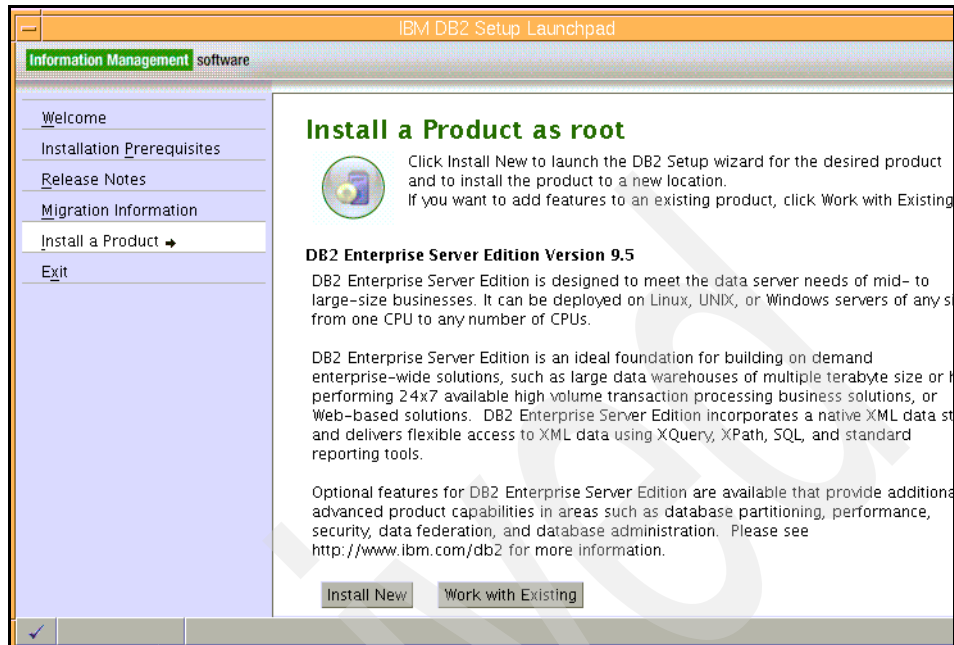 IBM DB2 Setup Launchpad
Information Management software
Welcome
Installation Prerequisites
Release Notes
Migration Information
Install a Product
Exit
Install a Product as root
Click Install New to launch the DB2 Setup wizard for the desired product
and to install the product to a new location.
If you want to add features to an existing product, click Work with Existing
DB2 Enterprise Server Edition Version 9.5
DB2 Enterprise Server Edition is designed to meet the data server needs of mid- to
large-size businesses. It can be deployed on Linux, UNIX, or Windows servers of any
from one CPU to any number of CPUs.
DB2 Enterprise Server Edition is an ideal foundation for building on demand
enterprise-wide solutions, such as large data warehouses of multiple terabyte size or
performing 24x7 available high volume transaction processing business solutions, or
Web-based solutions. DB2 Enterprise Server Edition incorporates a native XML data
and delivers flexible access to XML data using XQuery, XPath, SQL, and standard
reporting tools.
Optional features for DB2 Enterprise Server Edition are available that provide additiona
advanced product capabilities in areas such as database partitioning, performance,
security, data federation, and database administration. Please see
http://www.ibm.com/db2 for more information.
Install New Work with Existing